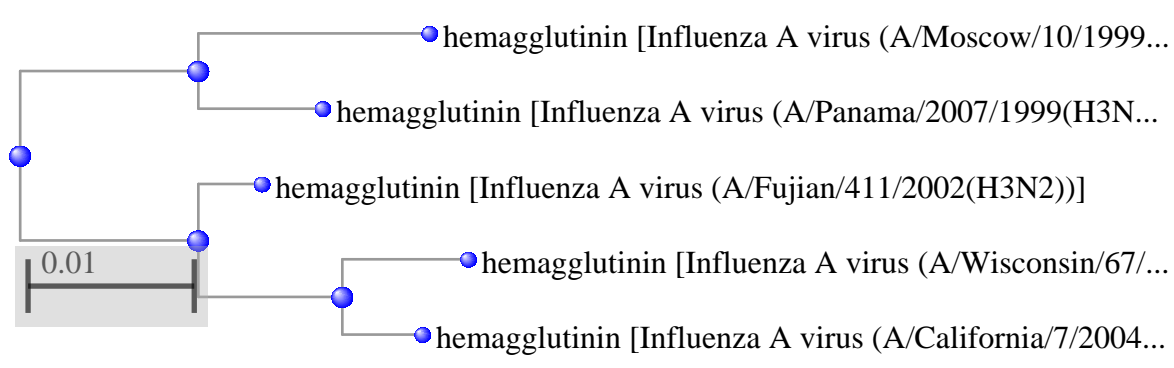 hemagglutinin [Influenza A virus (A/Moscow/10/1999...
hemagglutinin [Influenza A virus (A/Panama/2007/1999(H3N...
hemagglutinin [Influenza A virus (A/Fujian/411/2002(H3N2))]
0.01
hemagglutinin [Influenza A virus (A/Wisconsin/67/...
hemagglutinin [Influenza A virus (A/California/7/2004...